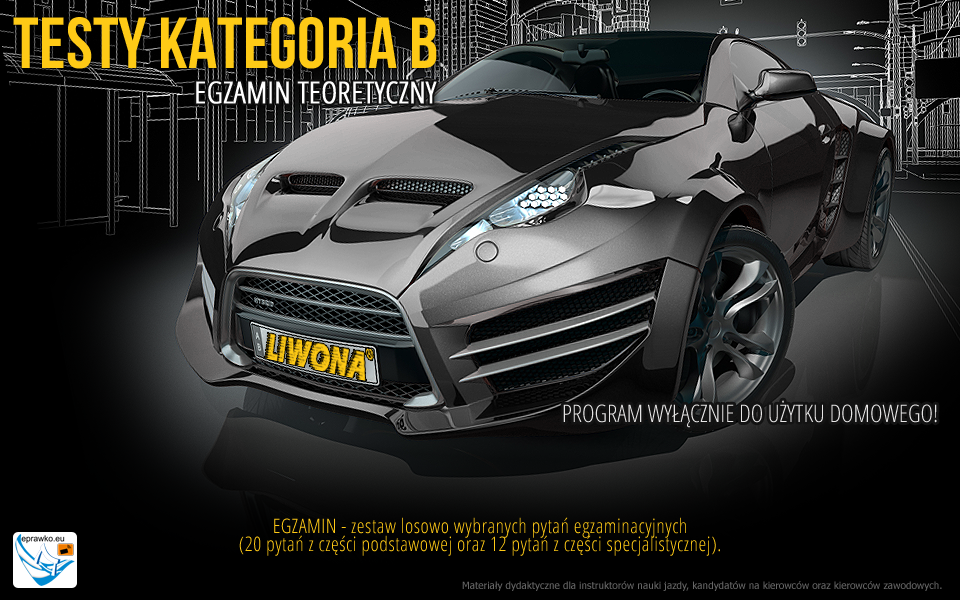 TESTY KATEGORIA B
EGZAMIN TEORETYCZNY
HYBRID
LIWONA
PROGRAM WYŁĄCZNIE DO UŻYTKU DOMOWEGO!
EGZAMIN - zestaw losowo wybranych pytań egzaminacyjnych
(20 pytań z części podstawowej oraz 12 pytań z części specjalistycznej).
eprawko.eu
Materiały dydaktyczne dla instruktorów nauki jazdy, kandydatów na kierowców oraz kierowców zawodowych.